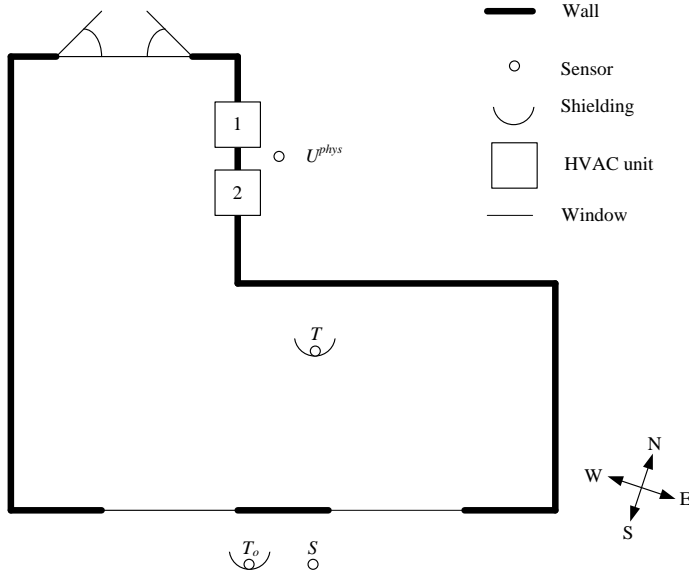 Wall
Sensor
Shielding
1
U^phys
HVAC unit
2
Window
T
N
W
E
S
T_o S